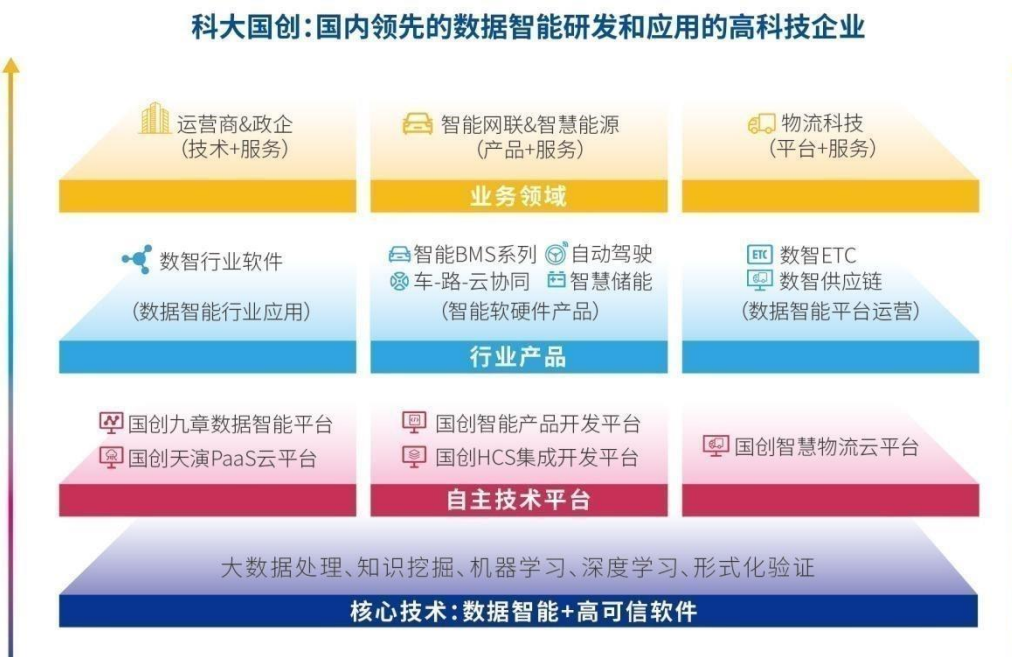 科大国创：国内领先的数据智能研发和应用的高科技企业
运营商&政企
(技术+服务)
智能网联&智慧能源
(产品+服务)
物流科技
(平台+服务)
业务领域
数智行业软件
(数据智能行业应用)
智能BMS系列 自动驾驶
车-路-云协同 智慧储能
(智能软硬件产品)
ETC 数智ETC
数智供应链
(数据智能平台运营)
行业产品
国创九章数据智能平台
国创天演PaaS云平台
国创智能产品开发平台
国创HCS集成开发平台
国创智慧物流云平台
自主技术平台
大数据处理、知识挖掘、机器学习、深度学习、形式化验证
核心技术：数据智能+高可信软件